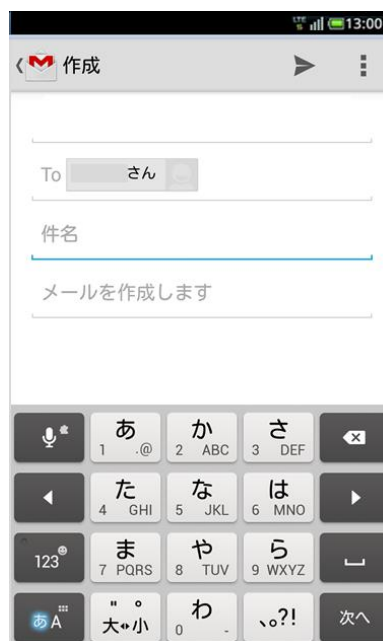 LTE 13:00
作成
To さん
件名
メールを作成します
あ 1 .@ か 2 ABC さ 3 DEF
た 4 GHI な 5 JKL は 6 MNO
123 ま 7 PQRS や 8 TUV ら 9 WXYZ
あA 大⇔小 わ 0 - 、。?! 次へ